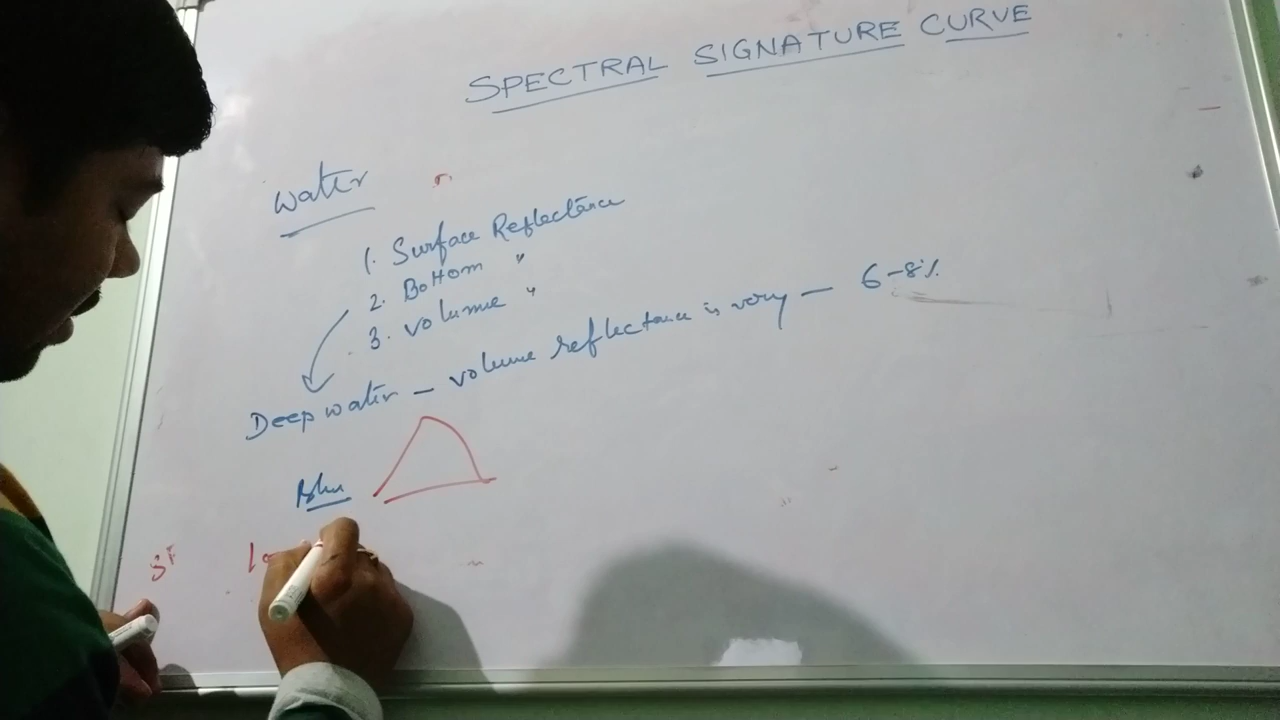 SPECTRAL SIGNATURE CURVE
Water
1. Surface Reflectance
2. Bottom "
3. Volume "
Deep water - volume reflectance is very — 6-8%